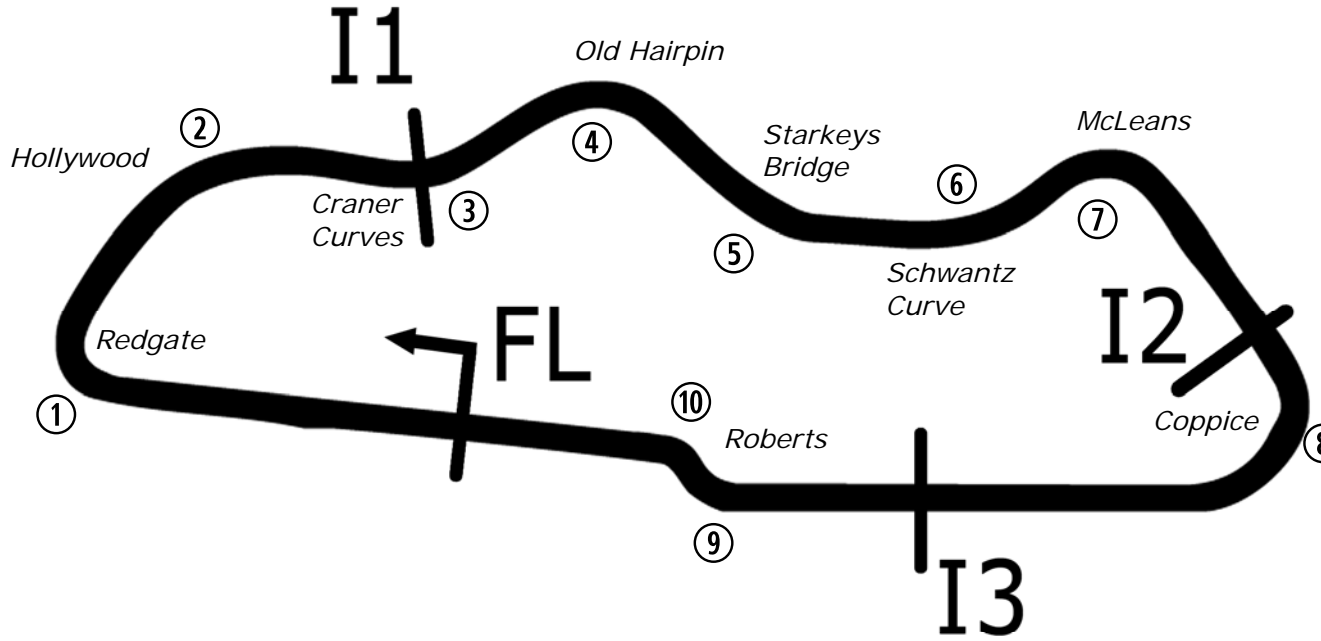 I1
Old Hairpin
②
Hollywood
④
Starkeys
Bridge
McLeans
⑥
Craner
Curves
③
⑦
⑤
Schwantz
Curve
I2
FL
Redgate
①
⑩
Roberts
Coppice
⑧
⑨
I3